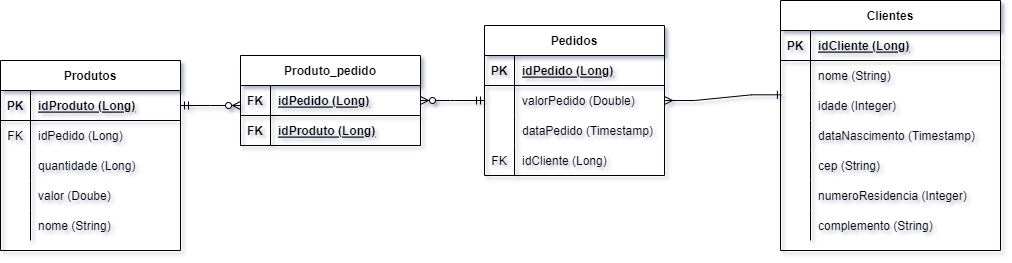 Produtos
PK idProduto (Long)
FK idPedido (Long)
quantidade (Long)
valor (Doube)
nome (String)
Produto_pedido
FK idPedido (Long)
FK idProduto (Long)
Pedidos
PK idPedido (Long)
valorPedido (Double)
dataPedido (Timestamp)
FK idCliente (Long)
Clientes
PK idCliente (Long)
nome (String)
idade (Integer)
dataNascimento (Timestamp)
cep (String)
numeroResidencia (Integer)
complemento (String)